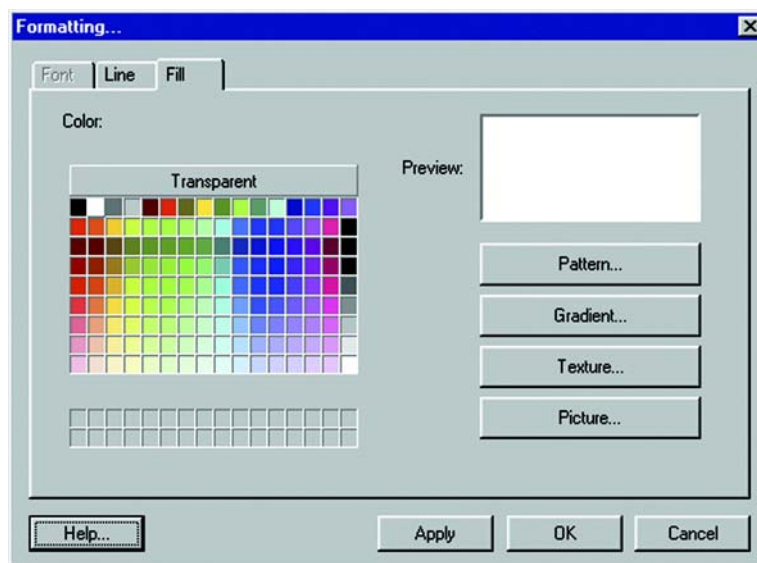 Formatting...
Font Line Fill
Color:
Transparent
Preview:
Pattern...
Gradient...
Texture...
Picture...
Help... Apply OK Cancel